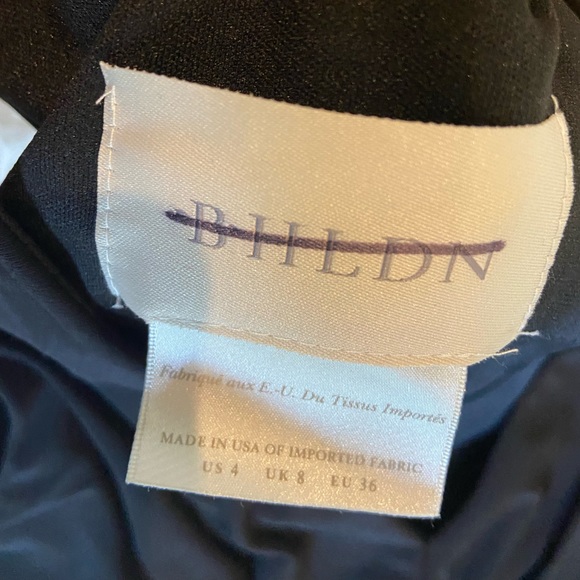 BHLDN
Fabriqué aux E.-U. Du Tissus Importés
MADE IN USA OF IMPORTED FABRIC
US 4 UK 8 EU 36